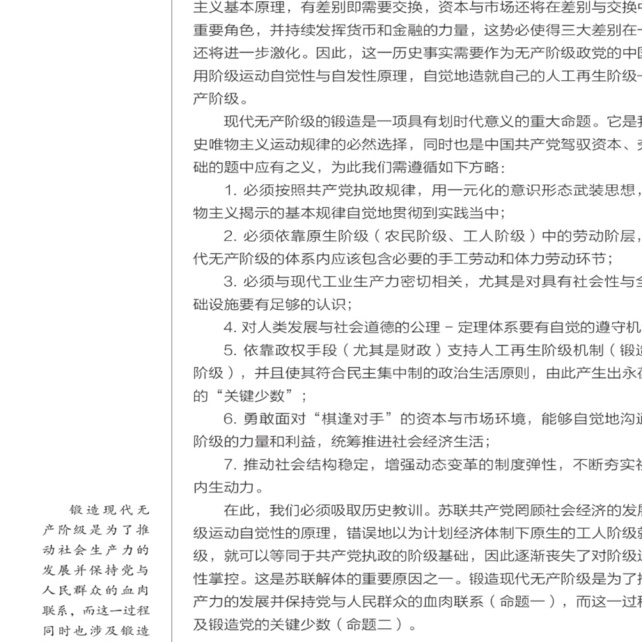 主义基本原理，有差别即需要交换，资本与市场还将在差别与交换中
重要角色，并持续发挥货币和金融的力量，这势必使得三大差别在一
还将进一步激化。因此，这一历史事实需要作为无产阶级政党的中国
用阶级运动自觉性与自发性原理，自觉地造就自己的人工再生阶级—
产阶级。
现代无产阶级的锻造是一项具有划时代意义的重大命题。它是我
史唯物主义运动规律的必然选择，同时也是中国共产党驾驭资本、夯
础的题中应有之义，为此我们需遵循如下方略：
1. 必须按照共产党执政规律，用一元化的意识形态武装思想，
物主义揭示的基本规律自觉地贯彻到实践当中；
2. 必须依靠原生阶级（农民阶级、工人阶级）中的劳动阶层，
代无产阶级的体系内应该包含必要的手工劳动和体力劳动环节；
3. 必须与现代工业生产力密切相关，尤其是对具有社会性与全
础设施要有足够的认识；
4. 对人类发展与社会道德的公理 – 定理体系要有自觉的遵守机
5. 依靠政权手段（尤其是财政）支持人工再生阶级机制（锻造
阶级），并且使其符合民主集中制的政治生活原则，由此产生出永在
的“关键少数”；
6. 勇敢面对“棋逢对手”的资本与市场环境，能够自觉地沟通
阶级的力量和利益，统筹推进社会经济生活；
7. 推动社会结构稳定，增强动态变革的制度弹性，不断夯实社
内生动力。
在此，我们必须吸取历史教训。苏联共产党罔顾社会经济的发展
级运动自觉性的原理，错误地以为计划经济体制下原生的工人阶级就
级，就可以等同于共产党执政的阶级基础，因此逐渐丧失了对阶级运
性掌控。这是苏联解体的重要原因之一。锻造现代无产阶级是为了推
产力的发展并保持党与人民群众的血肉联系（命题一），而这一过程
及锻造党的关键少数（命题二）。
锻造现代无
产阶级是为了推
动社会生产力的
发展并保持党与
人民群众的血肉
联系，而这一过程
同时也涉及锻造